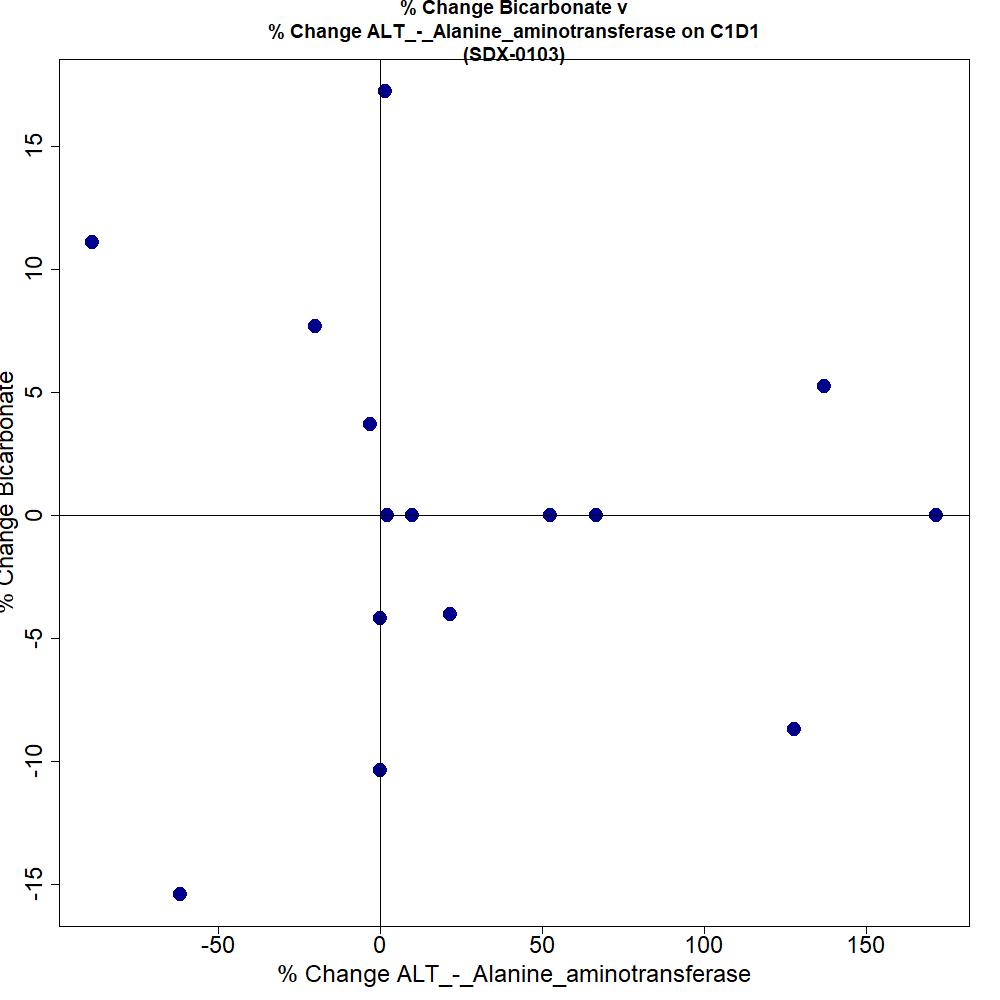 % Change Bicarbonate v
% Change ALT_-_Alanine_aminotransferase on C1D1
(SDX-0103)
% Change Bicarbonate
15
10
5
0
-5
-10
-15
-50
0
50
100
150
% Change ALT_-_Alanine_aminotransferase